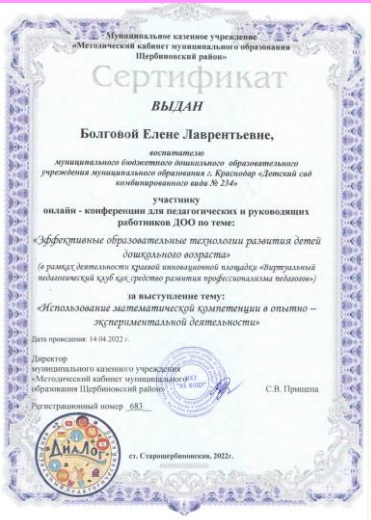 Муниципальное казенное учреждение
«Методический кабинет муниципального образования
Щербиновский район»
Сертификат
ВЫДАН
Болговой Елене Лаврентьевне,
воспитателю
муниципального бюджетного дошкольного образовательного
учреждения муниципального образования г. Краснодар «Детский сад
комбинированного вида № 234»
участнику
онлайн - конференции для педагогических и руководящих
работников ДОО по теме:
«Эффективные образовательные технологии развития детей
дошкольного возраста»
(в рамках деятельности краевой инновационной площадки «Виртуальный
педагогический клуб как средство развития профессионализма педагогов»)
за выступление тему:
«Использование математической компетенции в опытно –
экспериментальной деятельности»
Дата проведения: 14.04.2022 г.
Директор
муниципального казенного учреждения
«Методический кабинет муниципального
образования Щербиновский район»
С.В. Прищепа
Регистрационный номер 683
ДиаЛог
ст. Старощербиновская, 2022г.